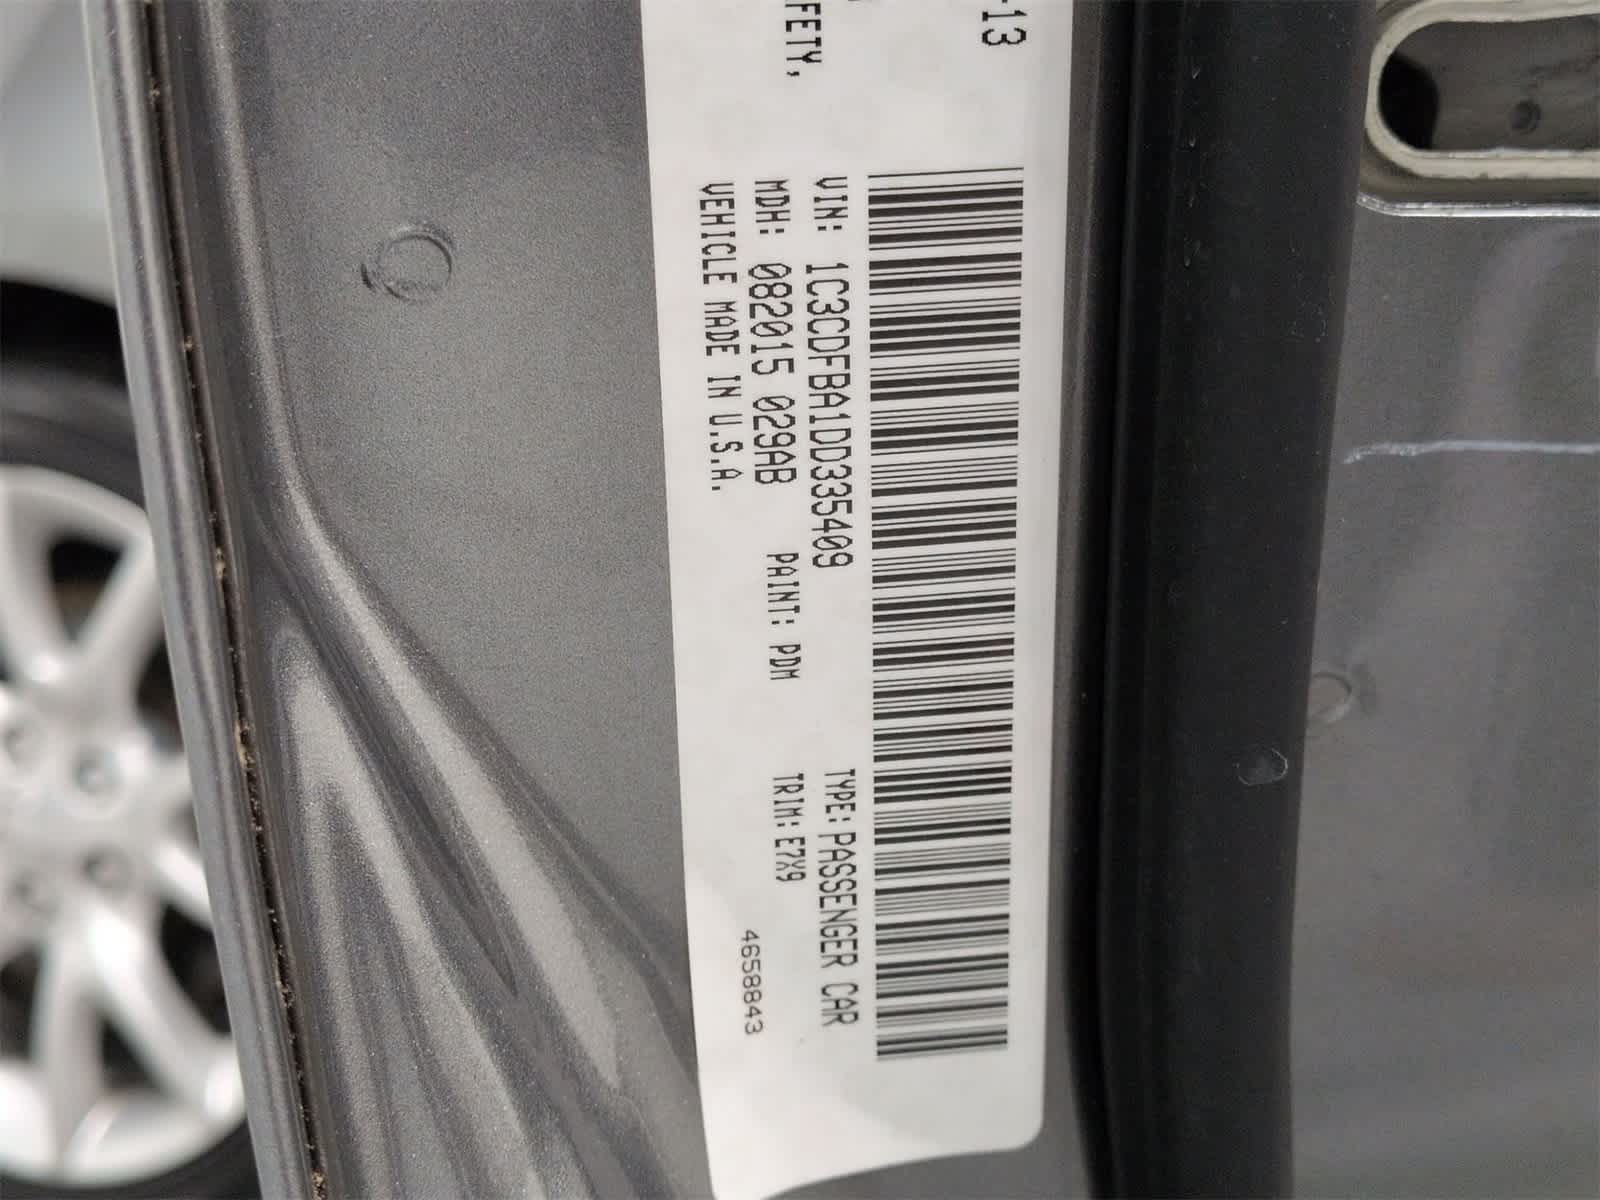 -13
FETY,
VIN: 1C3CDFBA1DD335409 TYPE: PASSENGER CAR
MDH: 082015 029AB PAINT: PDM TRIM: E7X9
VEHICLE MADE IN U.S.A. 4658843